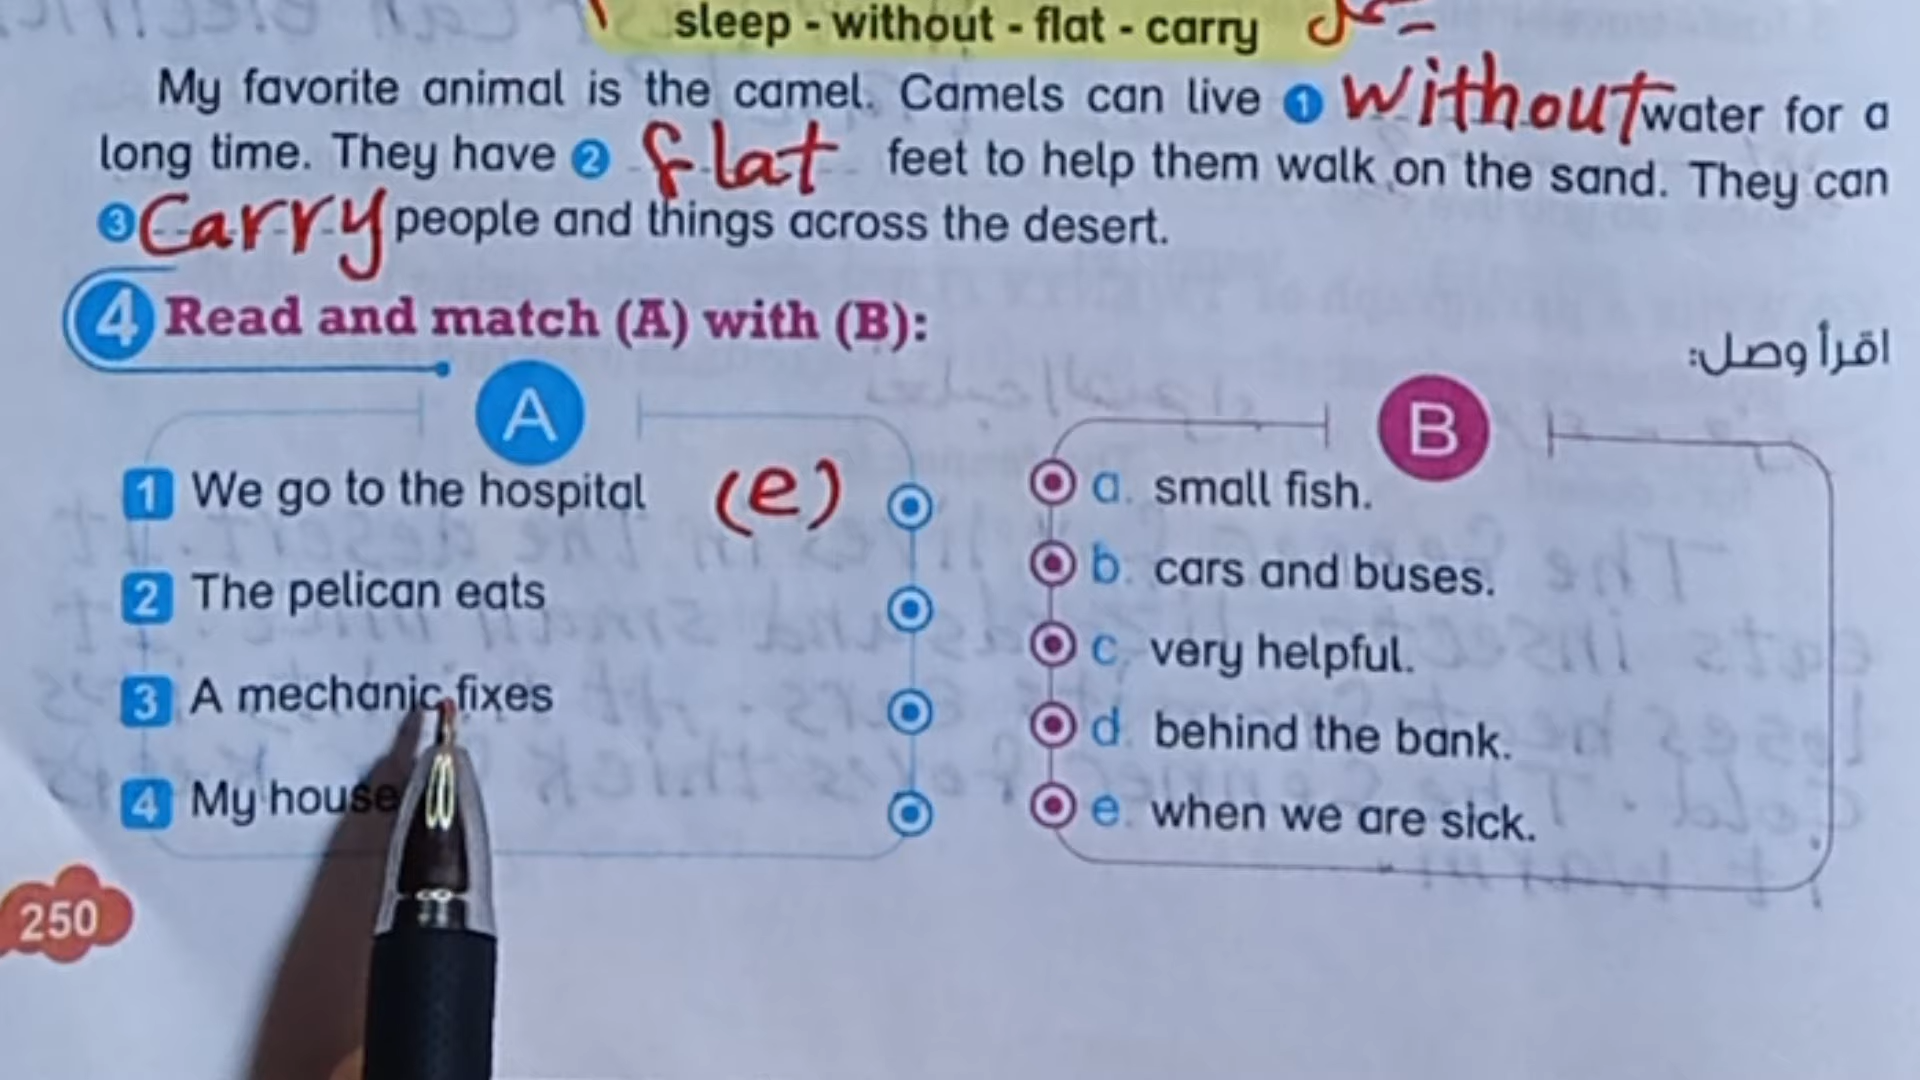 sleep - without - flat - carry
My favorite animal is the camel. Camels can live 1 without water for a
long time. They have 2 flat feet to help them walk on the sand. They can
3 Carry people and things across the desert.
4 Read and match (A) with (B):
اقرأ وصل:
A
1 We go to the hospital (e)
2 The pelican eats
3 A mechanic fixes
4 My house
B
a. small fish.
b. cars and buses.
c. very helpful.
d. behind the bank.
e. when we are sick.
250